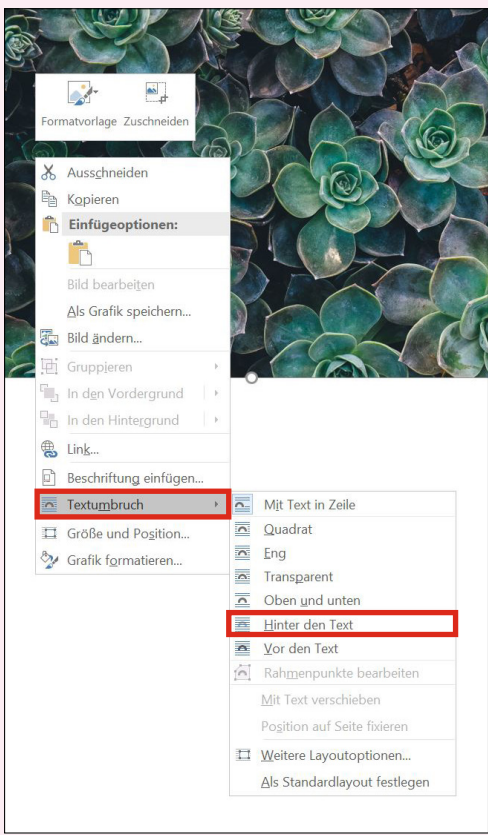 Formatvorlage Zuschneiden
Ausschneiden
Kopieren
Einfügeoptionen:
Bild bearbeiten
Als Grafik speichern...
Bild ändern...
Gruppieren
In den Vordergrund
In den Hintergrund
Link...
Beschriftung einfügen...
Textumbruch
Größe und Position...
Grafik formatieren...
Mit Text in Zeile
Quadrat
Eng
Transparent
Oben und unten
Hinter den Text
Vor den Text
Rahmenpunkte bearbeiten
Mit Text verschieben
Position auf Seite fixieren
Weitere Layoutoptionen...
Als Standardlayout festlegen